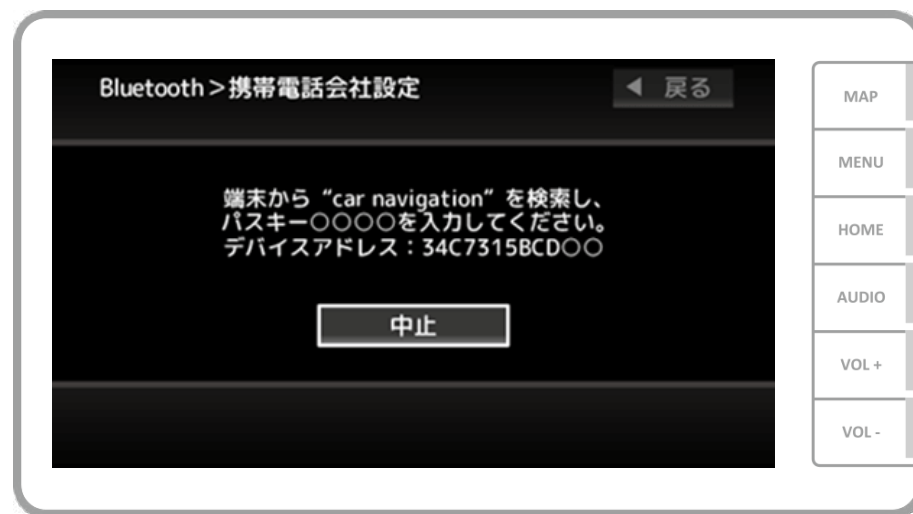 Bluetooth>携帯電話会社設定
◀ 戻る
端末から“car navigation”を検索し、
パスキー○○○○を入力してください。
デバイスアドレス：34C7315BCD○○
中止
MAP
MENU
HOME
AUDIO
VOL +
VOL -